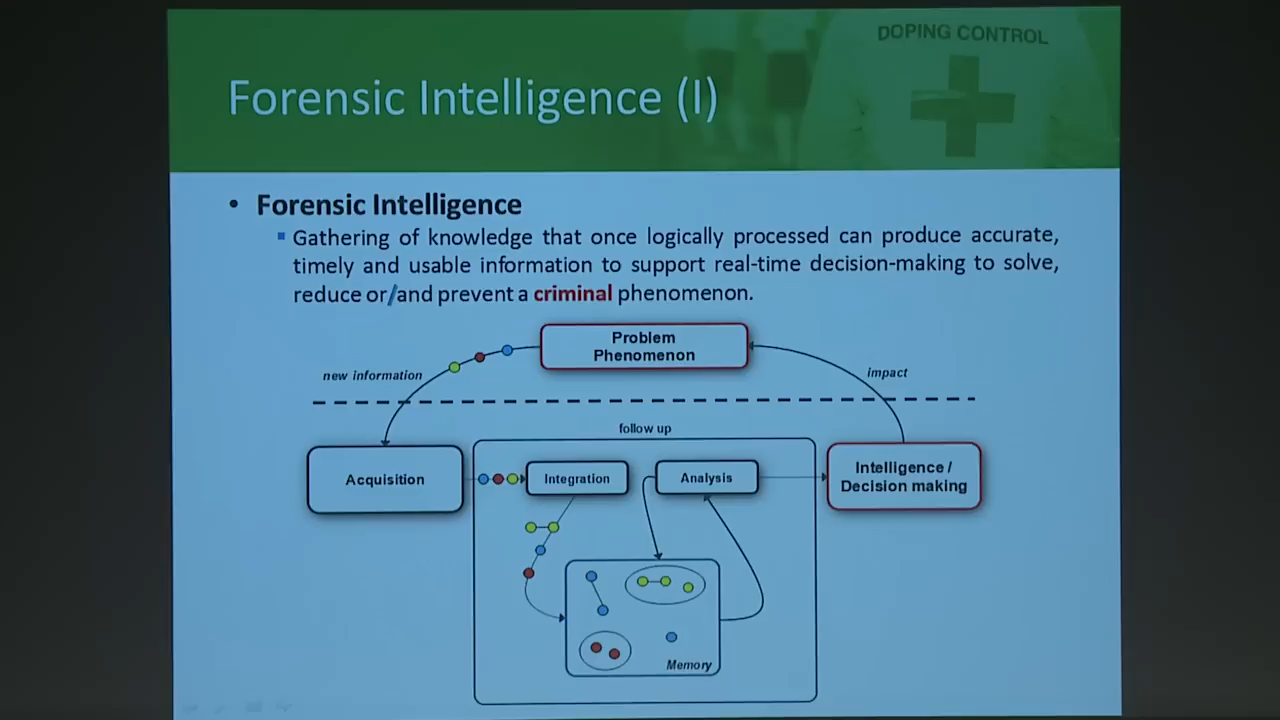 DOPING CONTROL
Forensic Intelligence (I)
• Forensic Intelligence
▪ Gathering of knowledge that once logically processed can produce accurate,
timely and usable information to support real-time decision-making to solve,
reduce or/and prevent a criminal phenomenon.
Problem
Phenomenon
new information
impact
follow up
Acquisition
Integration
Analysis
Intelligence /
Decision making
Memory